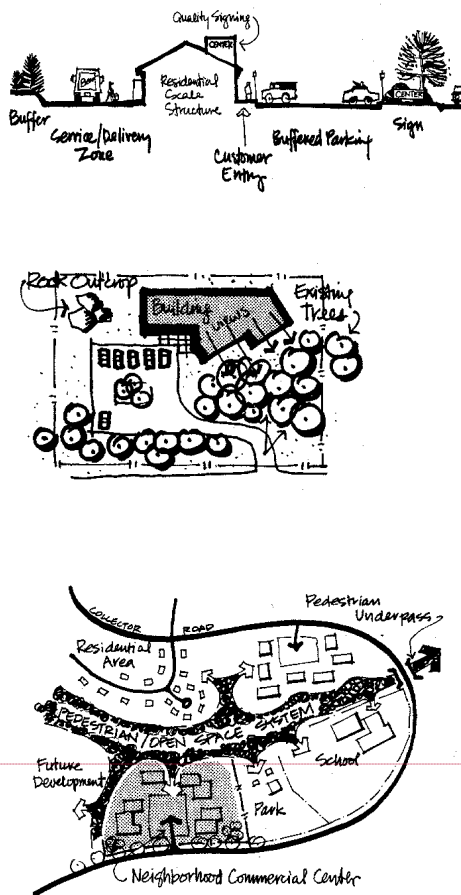 Quality Signing
CENTER
Residential
Scale
Structure
CENTER
Buffer
Service/Delivery
Zone
Customer
Entry
Buffered Parking
Sign
Rock Outcrop
Building
views
Existing
Trees
Pedestrian
Underpass
COLLECTOR ROAD
Residential
Area
PEDESTRIAN/OPEN SPACE SYSTEM
School
Future
Development
Park
Neighborhood Commercial Center